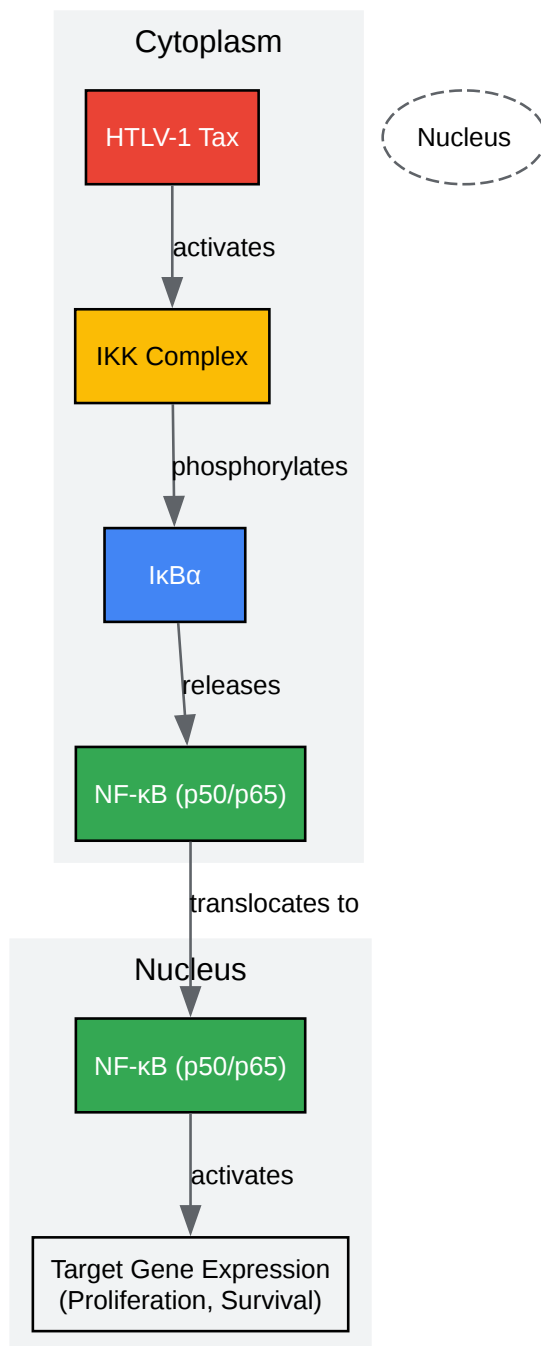 Cytoplasm
HTLV-1 Tax
Nucleus
activates
IKK Complex
phosphorylates
IκBα
releases
NF-κB (p50/p65)
translocates to
Nucleus
NF-κB (p50/p65)
activates
Target Gene Expression
(Proliferation, Survival)